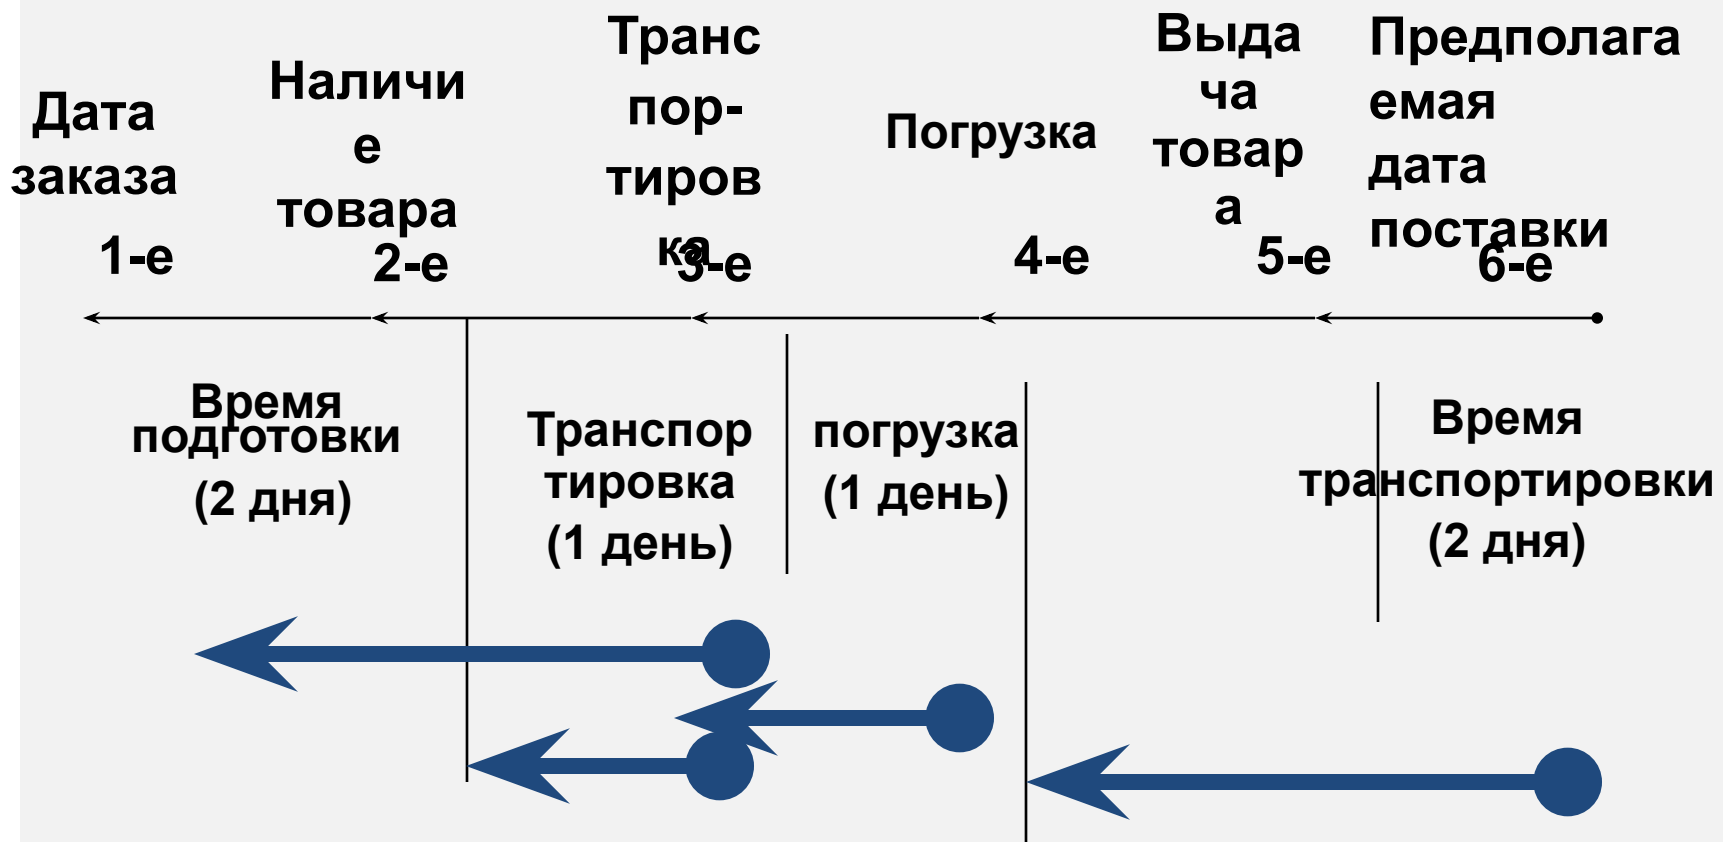 Дата
заказа
1-е
Наличи
е
товара
2-е
Транс
пор-
тиров
ка
3-е
Погрузка
4-е
Выда
ча
товар
а
5-е
Предполага
емая
дата
поставки
6-е
Время
подготовки
(2 дня)
Транспор
тировка
(1 день)
погрузка
(1 день)
Время
транспортировки
(2 дня)